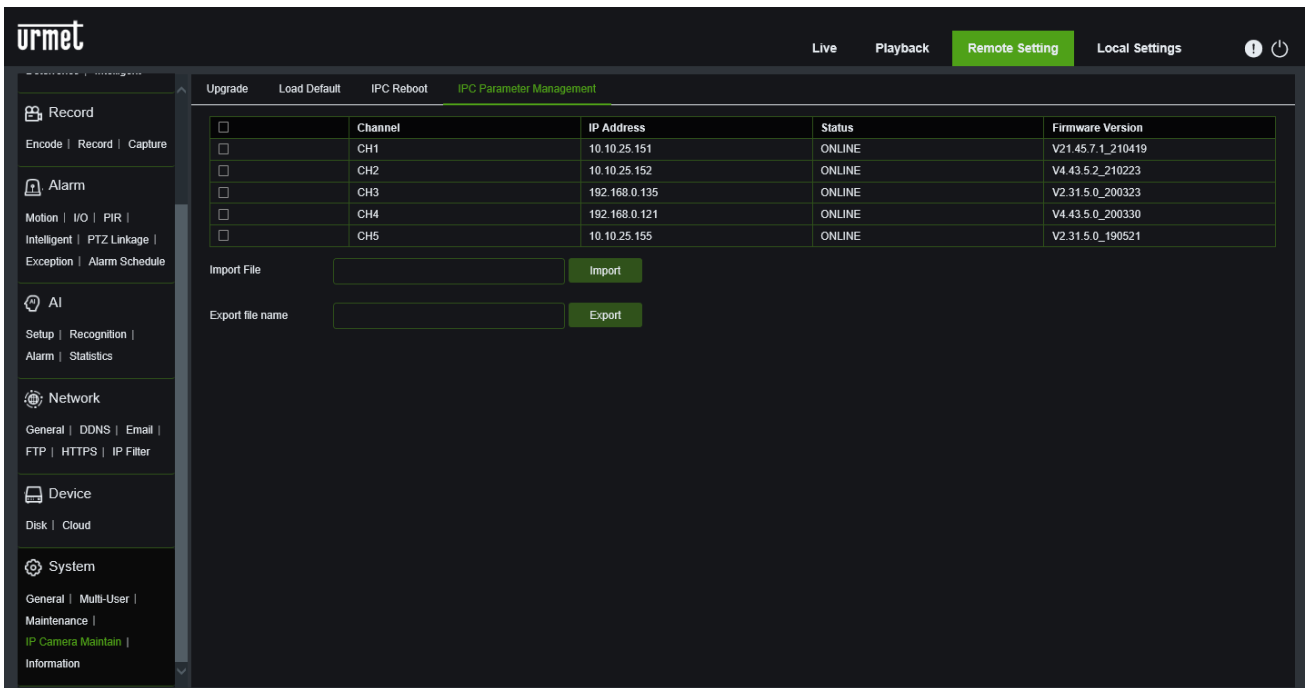 urmet
Live Playback Remote Setting Local Settings
Upgrade Load Default IPC Reboot IPC Parameter Management
Record
Encode | Record | Capture
Alarm
Motion | I/O | PIR |
Intelligent | PTZ Linkage |
Exception | Alarm Schedule
AI
Setup | Recognition |
Alarm | Statistics
Network
General | DDNS | Email |
FTP | HTTPS | IP Filter
Device
Disk | Cloud
System
General | Multi-User |
Maintenance |
IP Camera Maintain |
Information
Channel IP Address Status Firmware Version
CH1 10.10.25.151 ONLINE V21.45.7.1_210419
CH2 10.10.25.152 ONLINE V4.43.5.2_210223
CH3 192.168.0.135 ONLINE V2.31.5.0_200323
CH4 192.168.0.121 ONLINE V4.43.5.0_200330
CH5 10.10.25.155 ONLINE V2.31.5.0_190521
Import File Import
Export file name Export